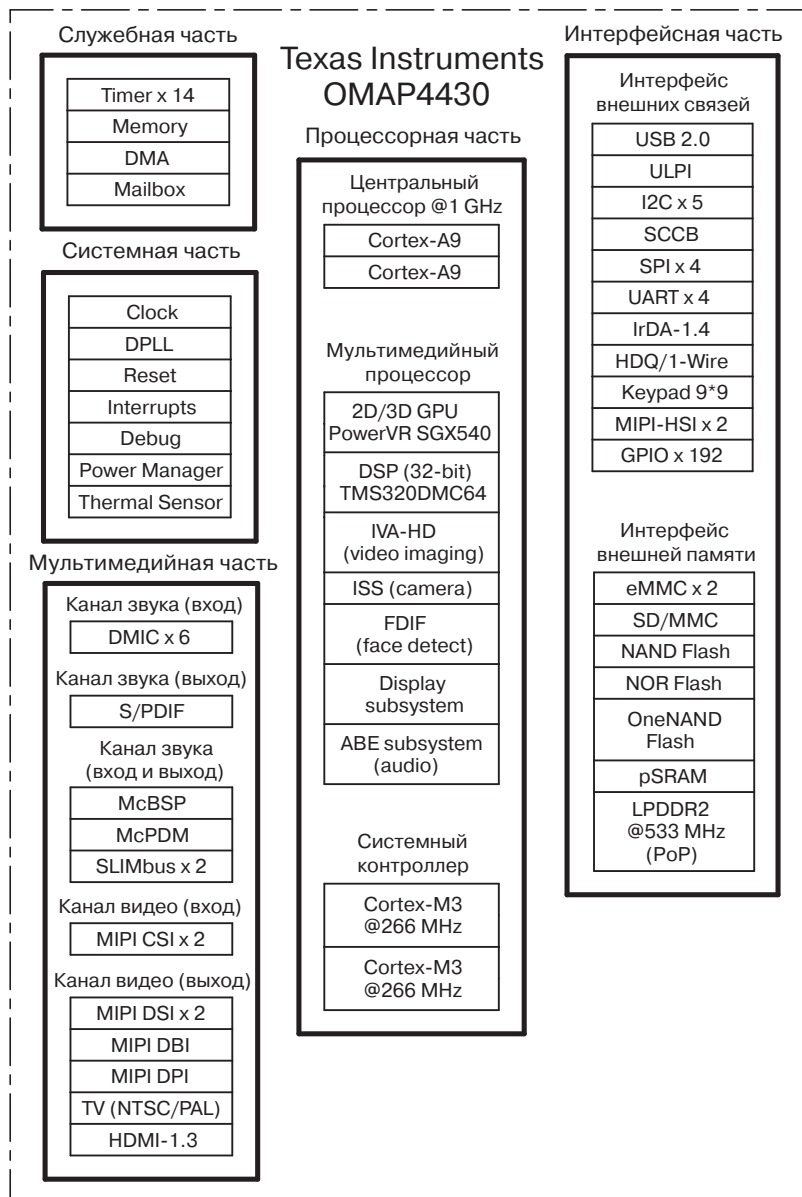 Служебная часть
Timer x 14
Memory
DMA
Mailbox
Системная часть
Clock
DPLL
Reset
Interrupts
Debug
Power Manager
Thermal Sensor
Мультимедийная часть
Канал звука (вход)
DMIC x 6
Канал звука (выход)
S/PDIF
Канал звука
(вход и выход)
McBSP
McPDM
SLIMbus x 2
Канал видео (вход)
MIPI CSI x 2
Канал видео (выход)
MIPI DSI x 2
MIPI DBI
MIPI DPI
TV (NTSC/PAL)
HDMI-1.3
Texas Instruments
OMAP4430
Процессорная часть
Центральный
процессор @1 GHz
Cortex-A9
Cortex-A9
Мультимедийный
процессор
2D/3D GPU
PowerVR SGX540
DSP (32-bit)
TMS320DMC64
IVA-HD
(video imaging)
ISS (camera)
FDIF
(face detect)
Display
subsystem
ABE subsystem
(audio)
Системный
контроллер
Cortex-M3
@266 MHz
Cortex-M3
@266 MHz
Интерфейсная часть
Интерфейс
внешних связей
USB 2.0
ULPI
I2C x 5
SCCB
SPI x 4
UART x 4
IrDA-1.4
HDQ/1-Wire
Keypad 9*9
MIPI-HSI x 2
GPIO x 192
Интерфейс
внешней памяти
eMMC x 2
SD/MMC
NAND Flash
NOR Flash
OneNAND
Flash
pSRAM
LPDDR2
@533 MHz
(PoP)